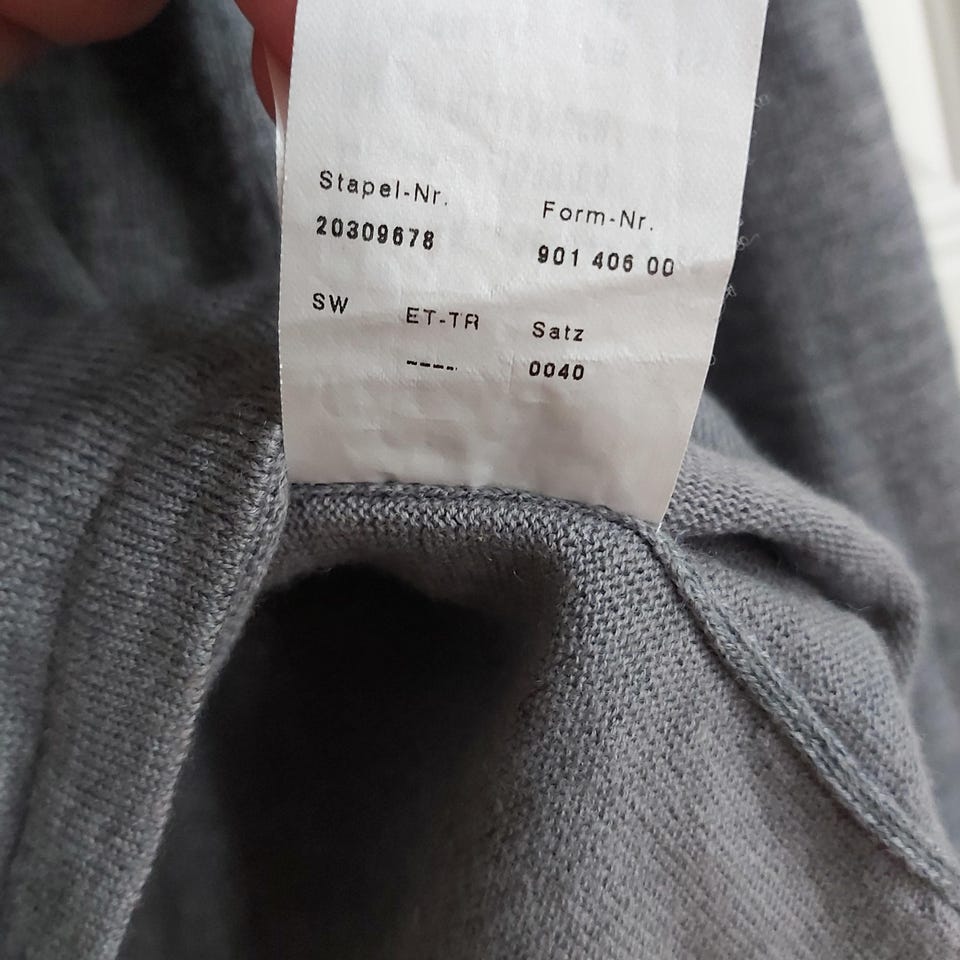 Stapel-Nr. Form-Nr.
20309678 901 406 00
SW ET-TR Satz
---- 0040